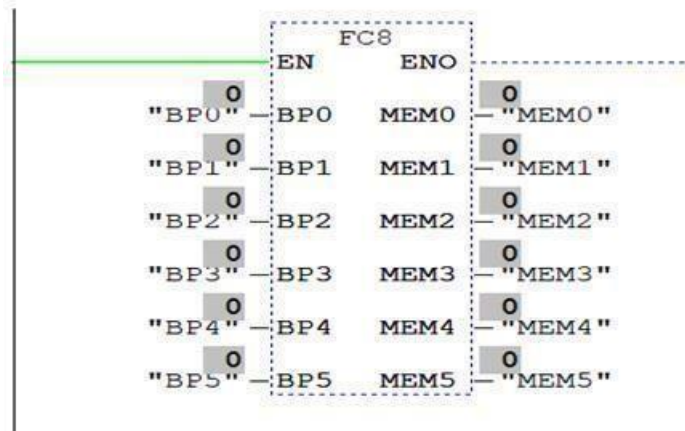 FC8
EN ENO
0 0
"BP0" BP0 MEM0 "MEM0"
0 0
"BP1" BP1 MEM1 "MEM1"
0 0
"BP2" BP2 MEM2 "MEM2"
0 0
"BP3" BP3 MEM3 "MEM3"
0 0
"BP4" BP4 MEM4 "MEM4"
0 0
"BP5" BP5 MEM5 "MEM5"